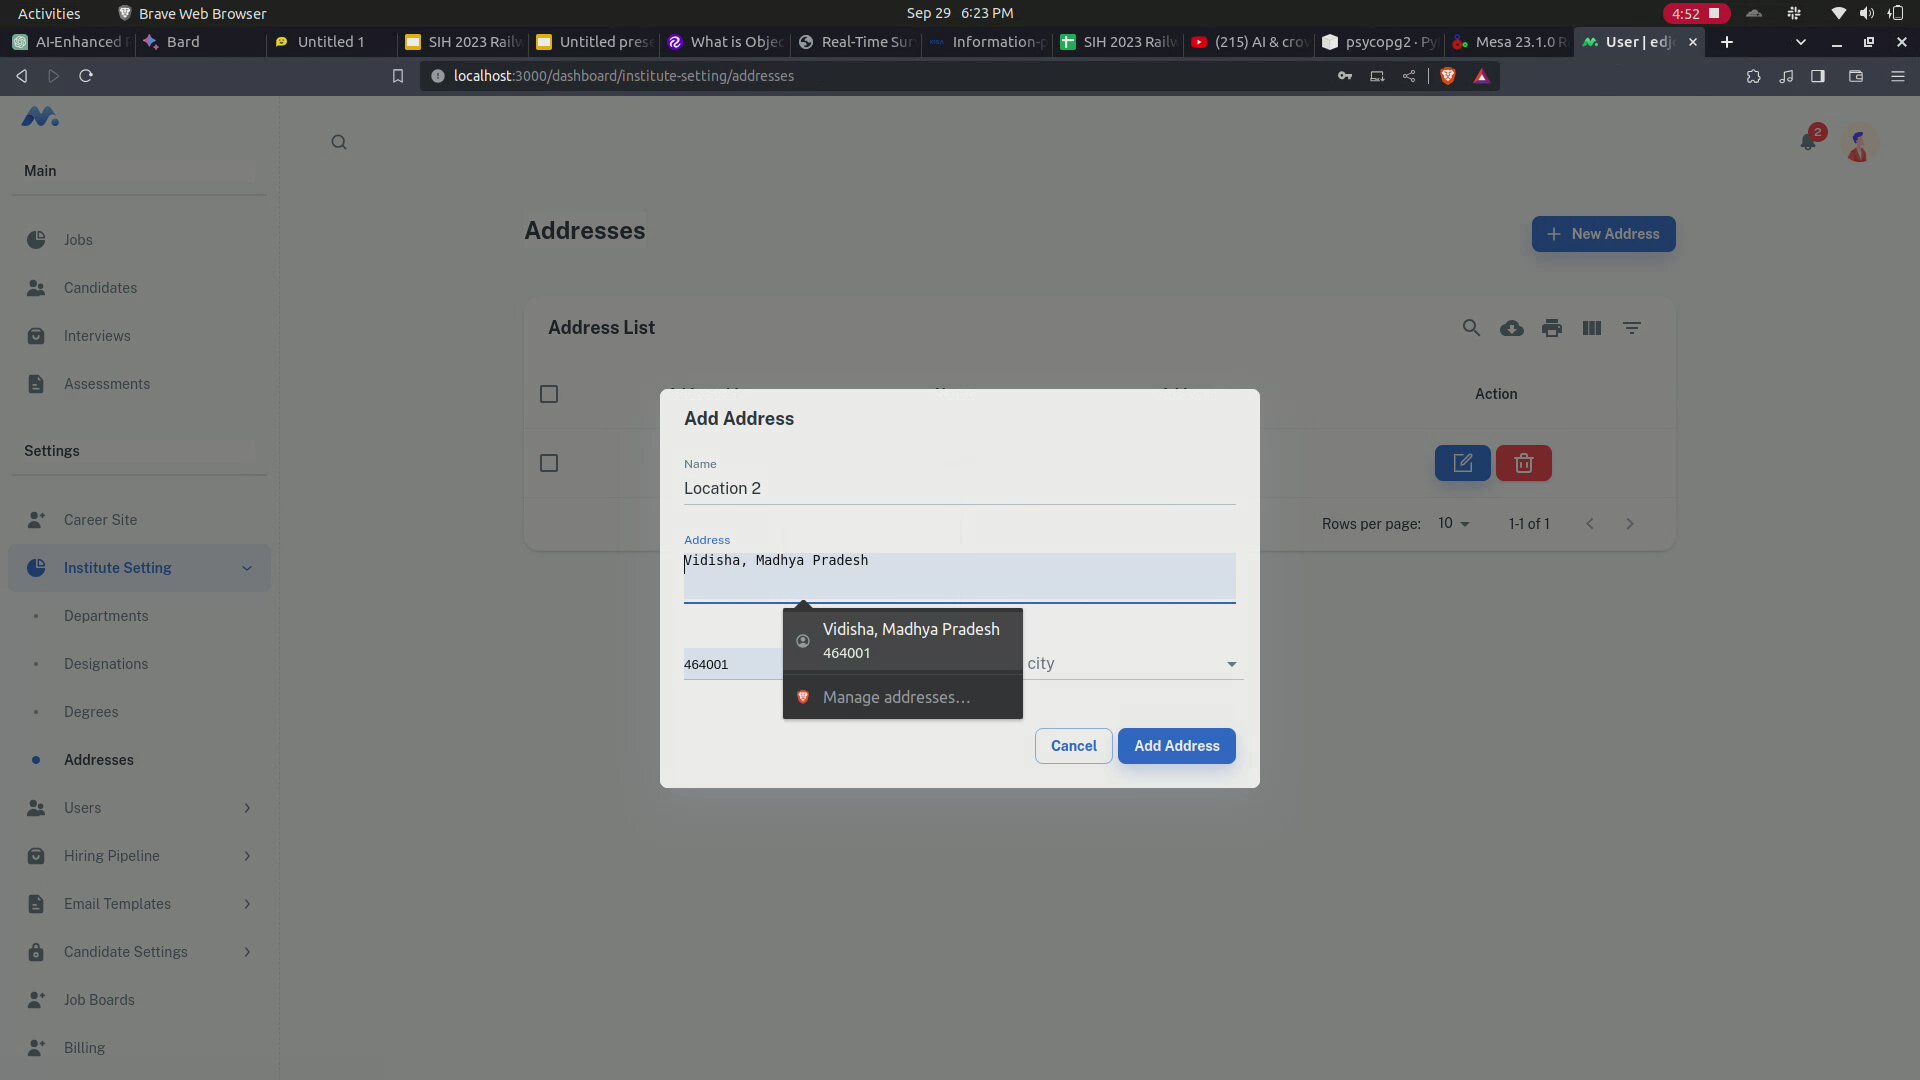 Activities
Brave Web Browser
Sep 29 6:23 PM
4:52
AI-Enhanced
Bard
Untitled 1
SIH 2023 Railw
Untitled prese
What is Objec
Real-Time Sur
Information-p
SIH 2023 Railw
(215) AI & crow
psycopg2 · Py
Mesa 23.1.0 R
User | edjo
localhost:3000/dashboard/institute-setting/addresses
2
Main
Jobs
Candidates
Interviews
Assessments
Settings
Career Site
Institute Setting
Departments
Designations
Degrees
Addresses
Users
Hiring Pipeline
Email Templates
Candidate Settings
Job Boards
Billing
Addresses
New Address
Address List
Action
Rows per page: 10
1-1 of 1
Add Address
Name
Location 2
Address
Vidisha, Madhya Pradesh
Vidisha, Madhya Pradesh
464001
Manage addresses...
464001
city
Cancel
Add Address